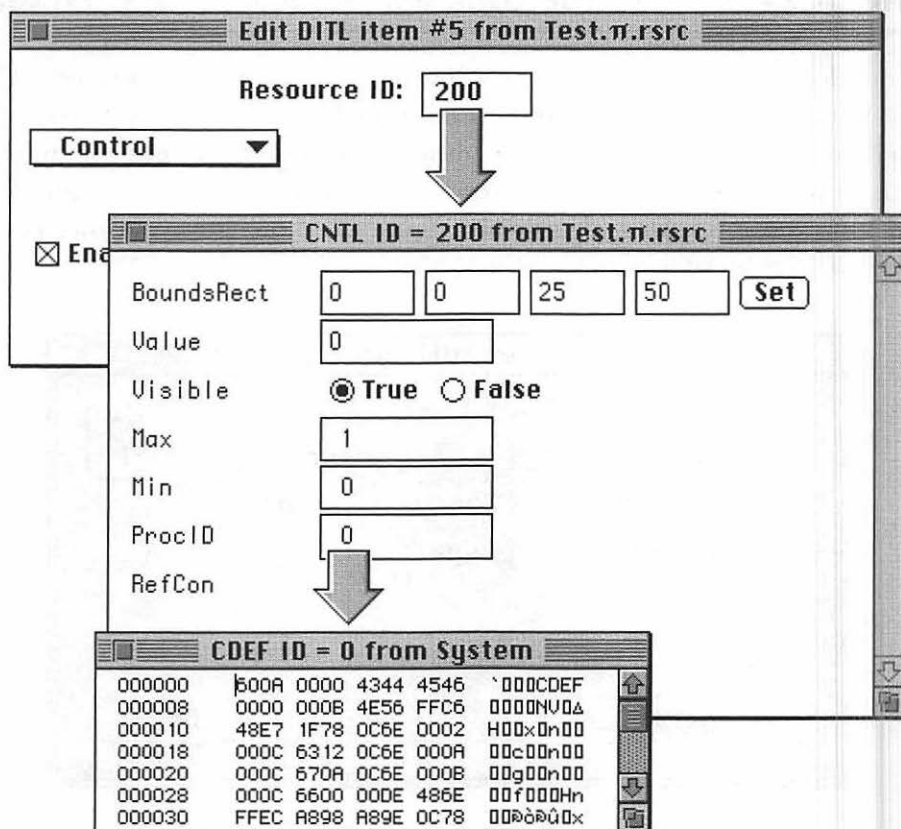 Edit DITL item #5 from Test.π.rsrc
Resource ID: 200
Control
Ena
CNTL ID = 200 from Test.π.rsrc
BoundsRect 0 0 25 50 Set
Value 0
Visible True False
Max 1
Min 0
ProcID 0
RefCon
CDEF ID = 0 from System
000000 600A 0000 4344 4546 `▯▯▯CDEF
000008 0000 000B 4E56 FFC6 ▯▯▯▯NV▯∆
000010 48E7 1F78 0C6E 0002 H▯▯x▯n▯▯
000018 000C 6312 0C6E 000A ▯▯c▯▯n▯▯
000020 000C 670A 0C6E 000B ▯▯g▯▯n▯▯
000028 000C 6600 00DE 486E ▯▯f▯▯▯Hn
000030 FFEC A898 A89E 0C78 ▯▯®ò®û▯x